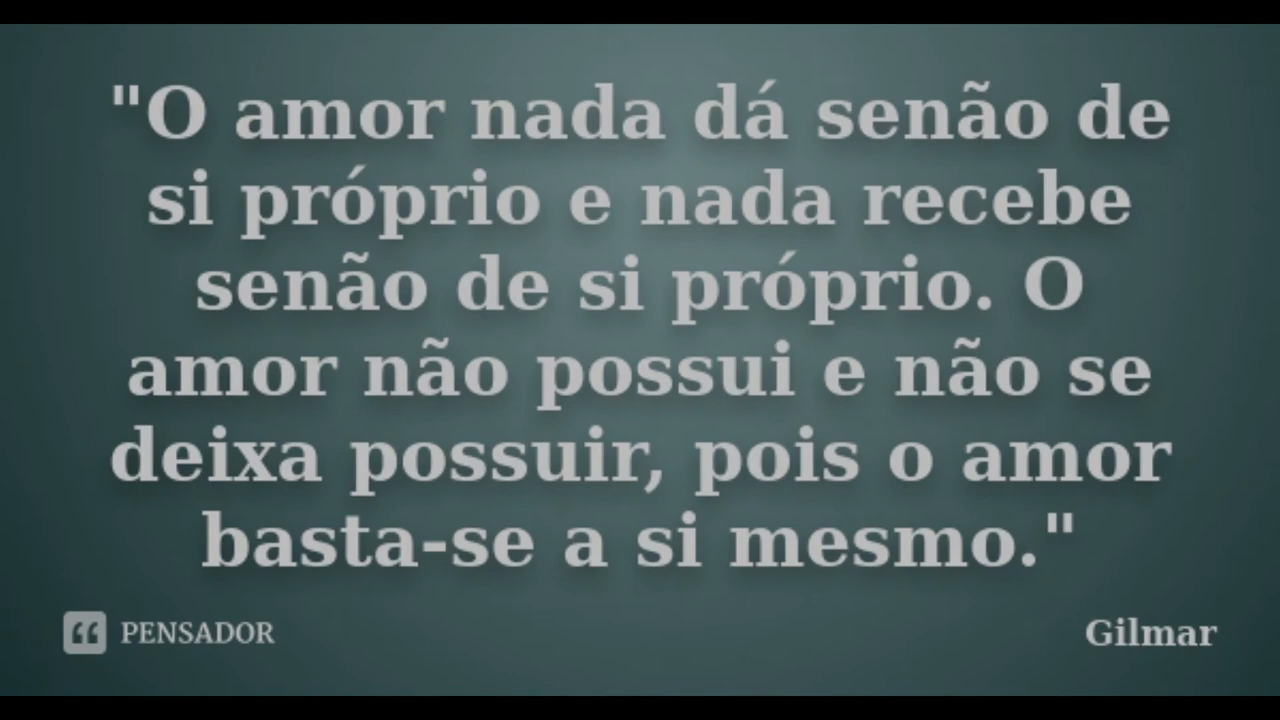 "O amor nada dá senão de
si próprio e nada recebe
senão de si próprio. O
amor não possui e não se
deixa possuir, pois o amor
basta-se a si mesmo."
PENSADOR
Gilmar